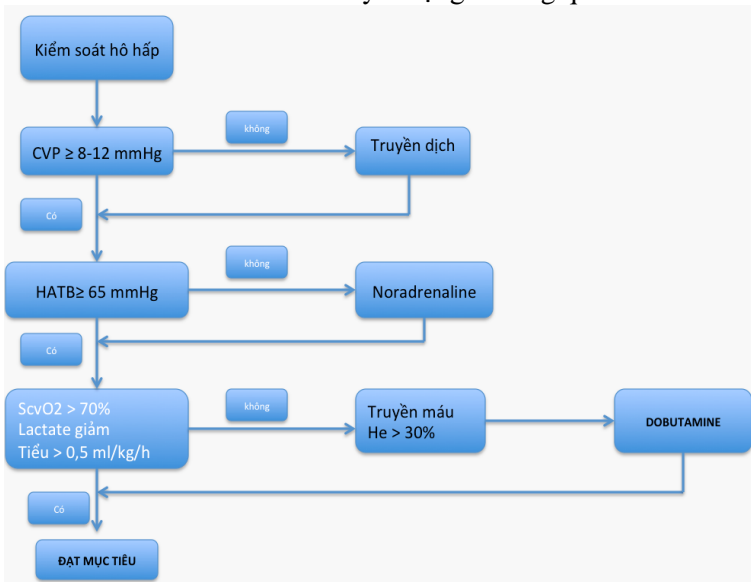 Kiểm soát hô hấp
CVP ≥ 8-12 mmHg
không
Truyền dịch
Có
HATB≥ 65 mmHg
không
Noradrenaline
Có
ScvO2 > 70%
Lactate giảm
Tiểu > 0,5 ml/kg/h
không
Truyền máu
He > 30%
DOBUTAMINE
Có
ĐẠT MỤC TIÊU